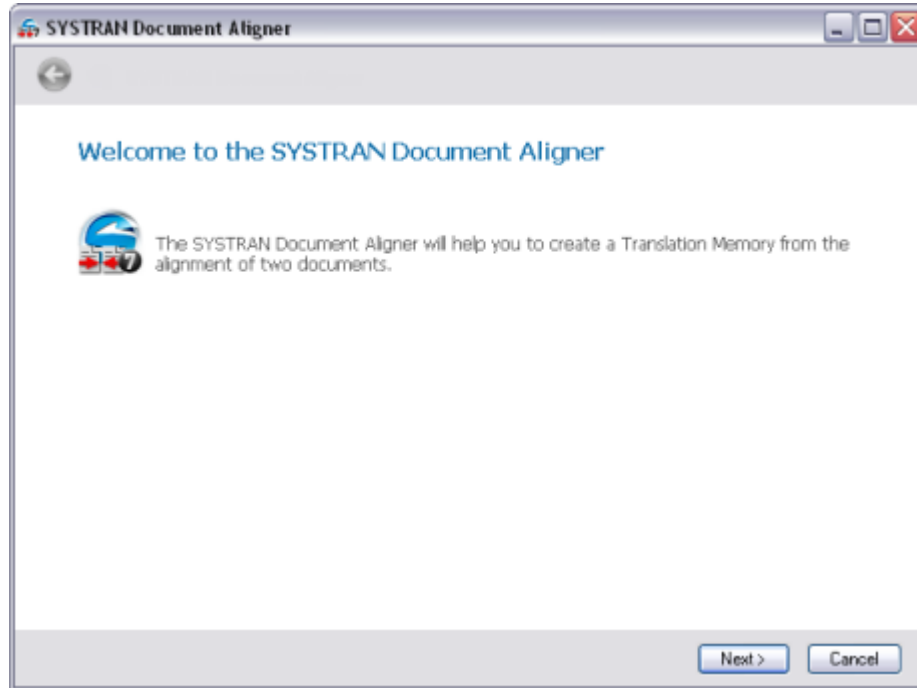 SYSTRAN Document Aligner
Welcome to the SYSTRAN Document Aligner
The SYSTRAN Document Aligner will help you to create a Translation Memory from the
alignment of two documents.
7
Next >
Cancel